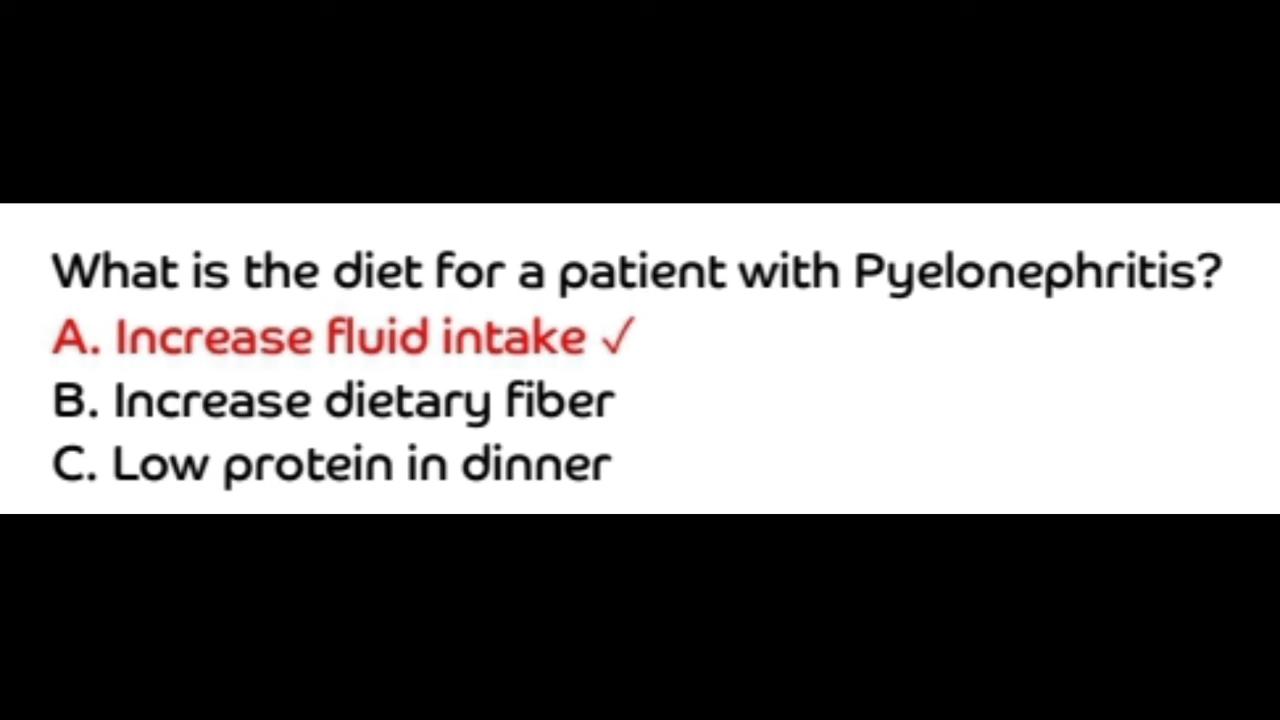 What is the diet for a patient with Pyelonephritis?
A. Increase fluid intake ✓
B. Increase dietary fiber
C. Low protein in dinner